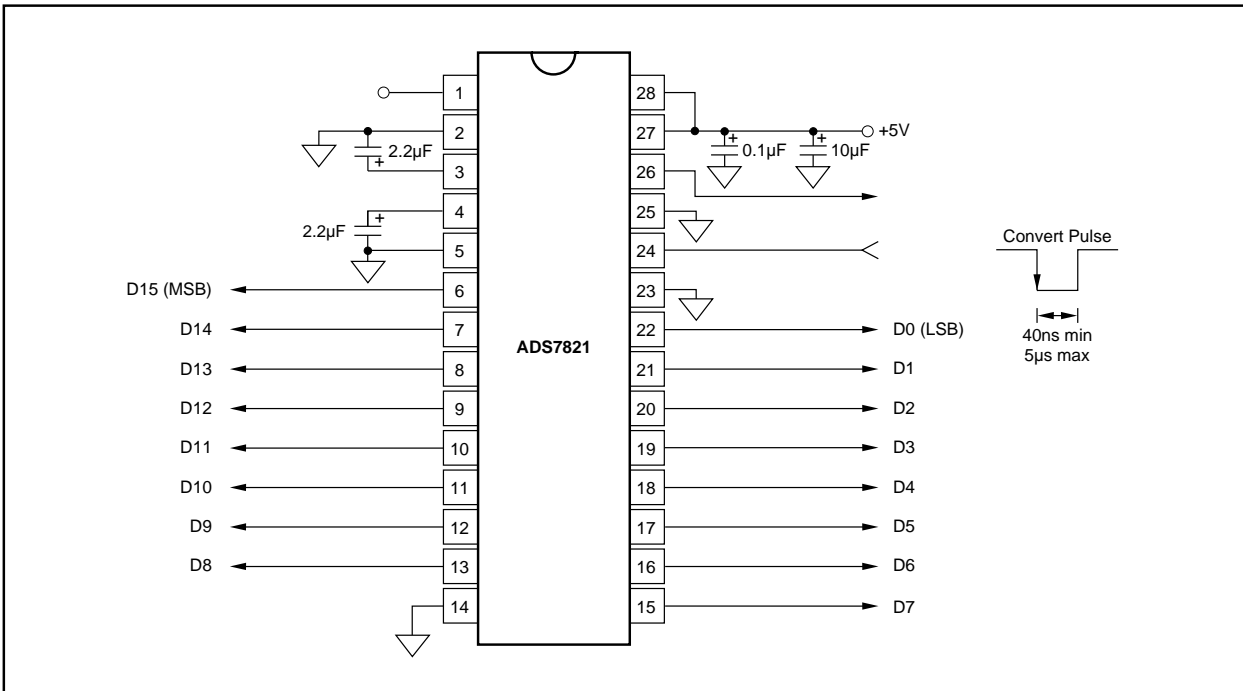 1
28
2
27
+5V
2.2µF
+
+
0.1µF
+
10µF
+
3
26
4
+
25
2.2µF
5
24
Convert Pulse
D15 (MSB)
6
23
D14
7
22
D0 (LSB)
40ns min
5µs max
ADS7821
D13
8
21
D1
D12
9
20
D2
D11
10
19
D3
D10
11
18
D4
D9
12
17
D5
D8
13
16
D6
14
15
D7